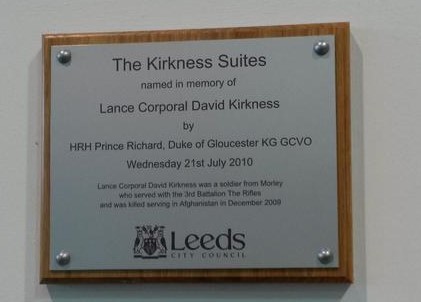 The Kirkness Suites
named in memory of
Lance Corporal David Kirkness
by
HRH Prince Richard, Duke of Gloucester KG GCVO
Wednesday 21st July 2010
Lance Corporal David Kirkness was a soldier from Morley
who served with the 3rd Battalion The Rifles
and was killed serving in Afghanistan in December 2009
Leeds
CITY COUNCIL